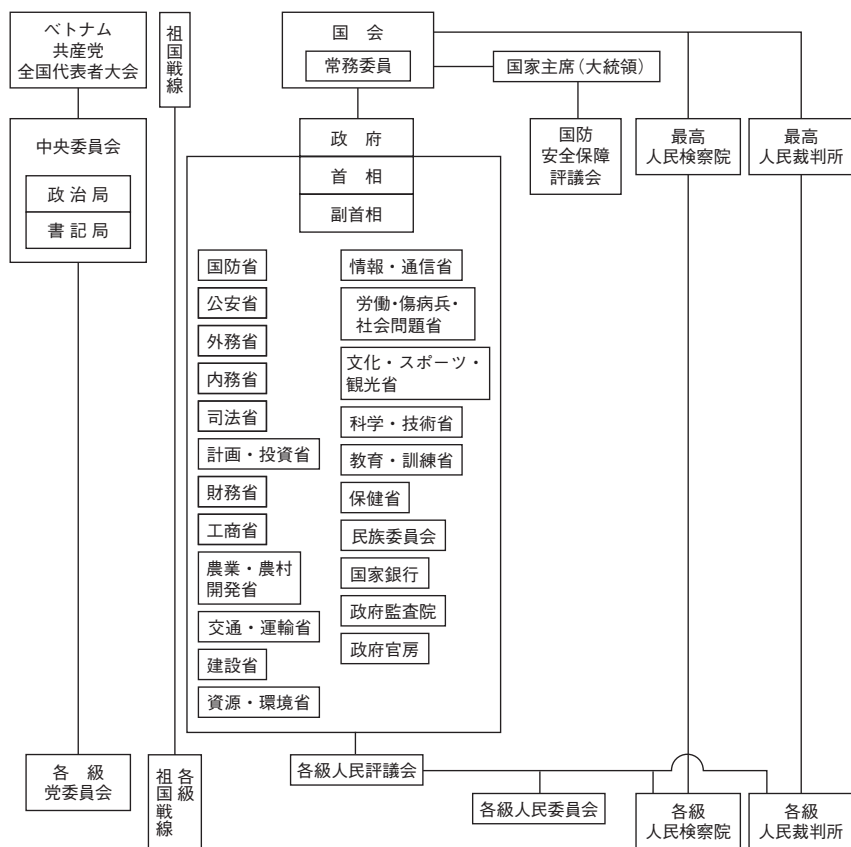 ベトナム
共産党
全国代表者大会
中央委員会
政 治 局
書 記 局
各 級
党委員会
祖国戦線
各級
祖国戦線
国 会
常務委員
国家主席（大統領）
国防
安全保障
評議会
最高
人民検察院
最高
人民裁判所
政 府
首 相
副首相
国防省
公安省
外務省
内務省
司法省
計画・投資省
財務省
工商省
農業・農村
開発省
交通・運輸省
建設省
資源・環境省
情報・通信省
労働・傷病兵・
社会問題省
文化・スポーツ・
観光省
科学・技術省
教育・訓練省
保健省
民族委員会
国家銀行
政府監査院
政府官房
各級人民評議会
各級人民委員会
各級
人民検察院
各級
人民裁判所